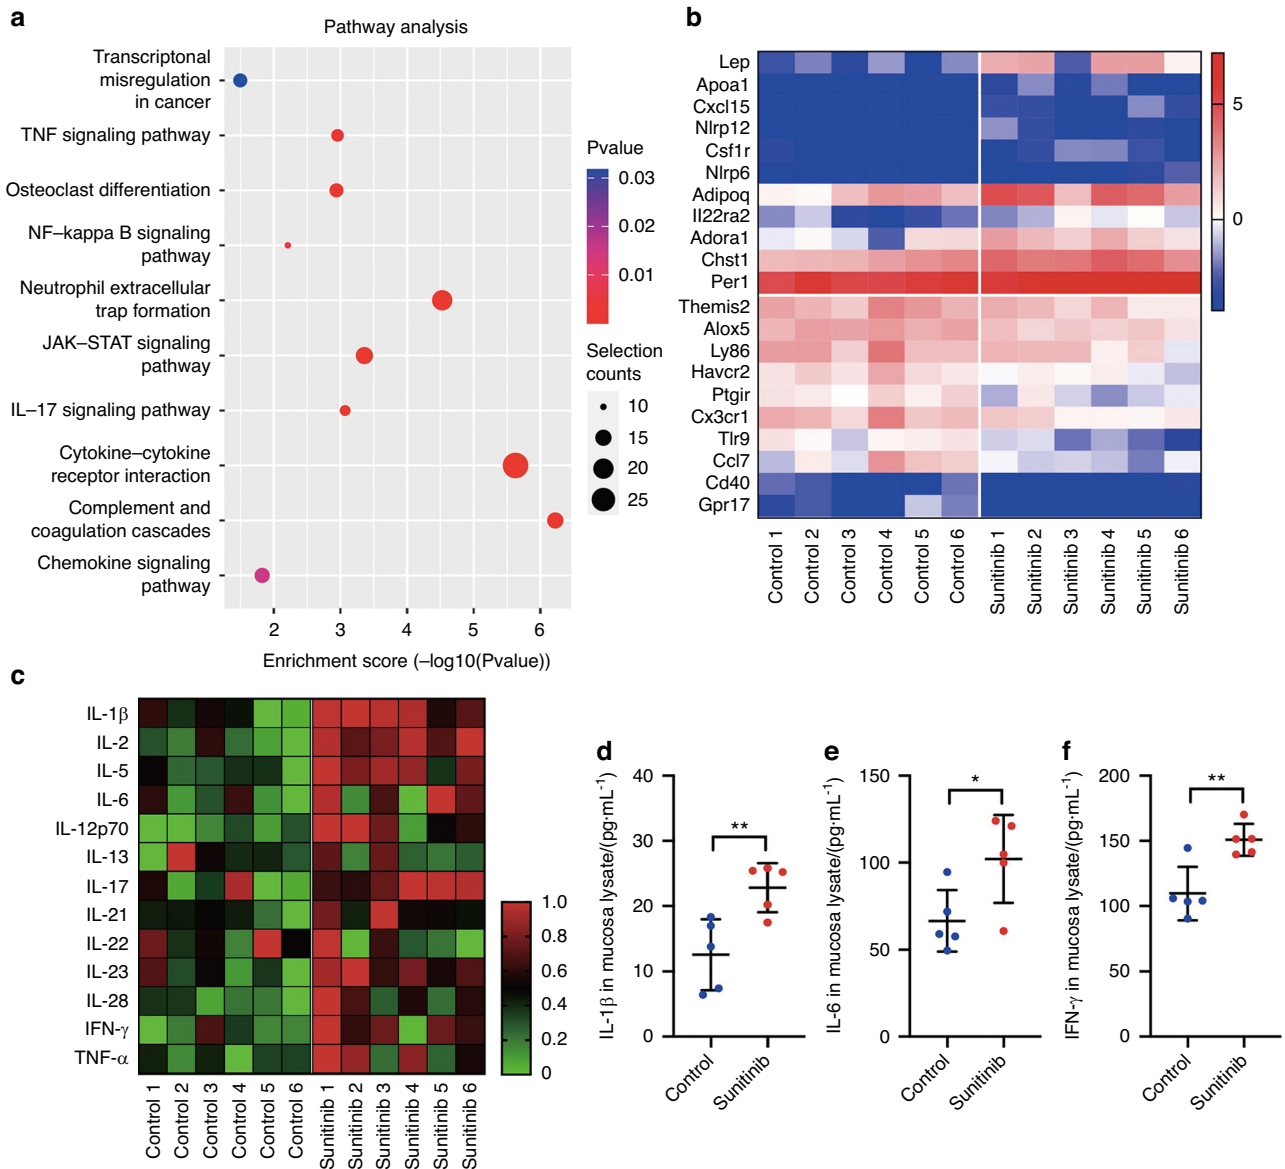 a
Pathway analysis
Transcriptonal
misregulation
in cancer
TNF signaling pathway
Osteoclast differentiation
NF–kappa B signaling
pathway
Neutrophil extracellular
trap formation
JAK–STAT signaling
pathway
IL–17 signaling pathway
Cytokine–cytokine
receptor interaction
Complement and
coagulation cascades
Chemokine signaling
pathway
2 3 4 5 6
Enrichment score (–log10(Pvalue))
Pvalue
0.03
0.02
0.01
Selection
counts
10
15
20
25
b
Lep
Apoa1
Cxcl15
Nlrp12
Csf1r
Nlrp6
Adipoq
Il22ra2
Adora1
Chst1
Per1
Themis2
Alox5
Ly86
Havcr2
Ptgir
Cx3cr1
Tlr9
Ccl7
Cd40
Gpr17
Control 1
Control 2
Control 3
Control 4
Control 5
Control 6
Sunitinib 1
Sunitinib 2
Sunitinib 3
Sunitinib 4
Sunitinib 5
Sunitinib 6
5
0
c
IL-1β
IL-2
IL-5
IL-6
IL-12p70
IL-13
IL-17
IL-21
IL-22
IL-23
IL-28
IFN-γ
TNF-α
Control 1
Control 2
Control 3
Control 4
Control 5
Control 6
Sunitinib 1
Sunitinib 2
Sunitinib 3
Sunitinib 4
Sunitinib 5
Sunitinib 6
1.0
0.8
0.6
0.4
0.2
0
d
IL-1β in mucosa lysate/(pg·mL⁻¹)
40
30
20
10
0
**
Control
Sunitinib
e
IL-6 in mucosa lysate/(pg·mL⁻¹)
150
100
50
0
*
Control
Sunitinib
f
IFN-γ in mucosa lysate/(pg·mL⁻¹)
200
150
100
50
0
**
Control
Sunitinib